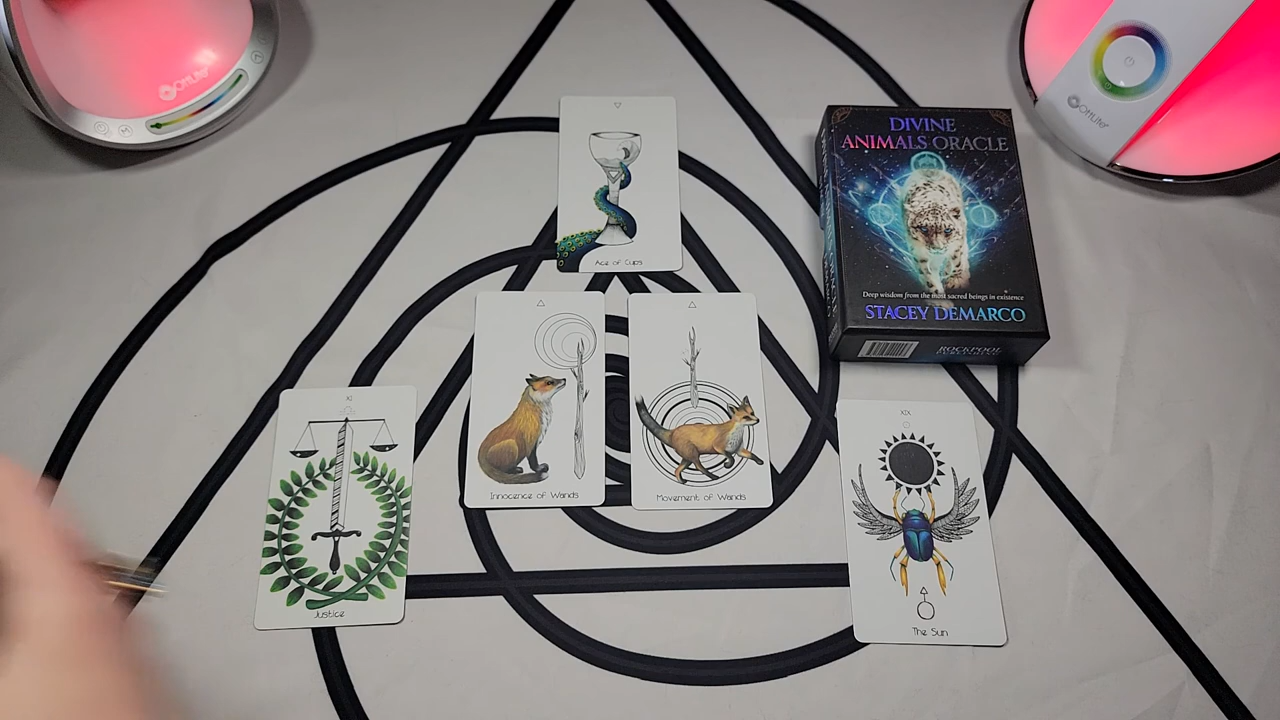 OttLite
OttLite
DIVINE
ANIMALS ORACLE
Deep wisdom from the most sacred beings in existence
STACEY DEMARCO
ROCKPOOL
Ace of Cups
Innocence of Wands
Movement of Wands
XI
Justice
XIX
The Sun